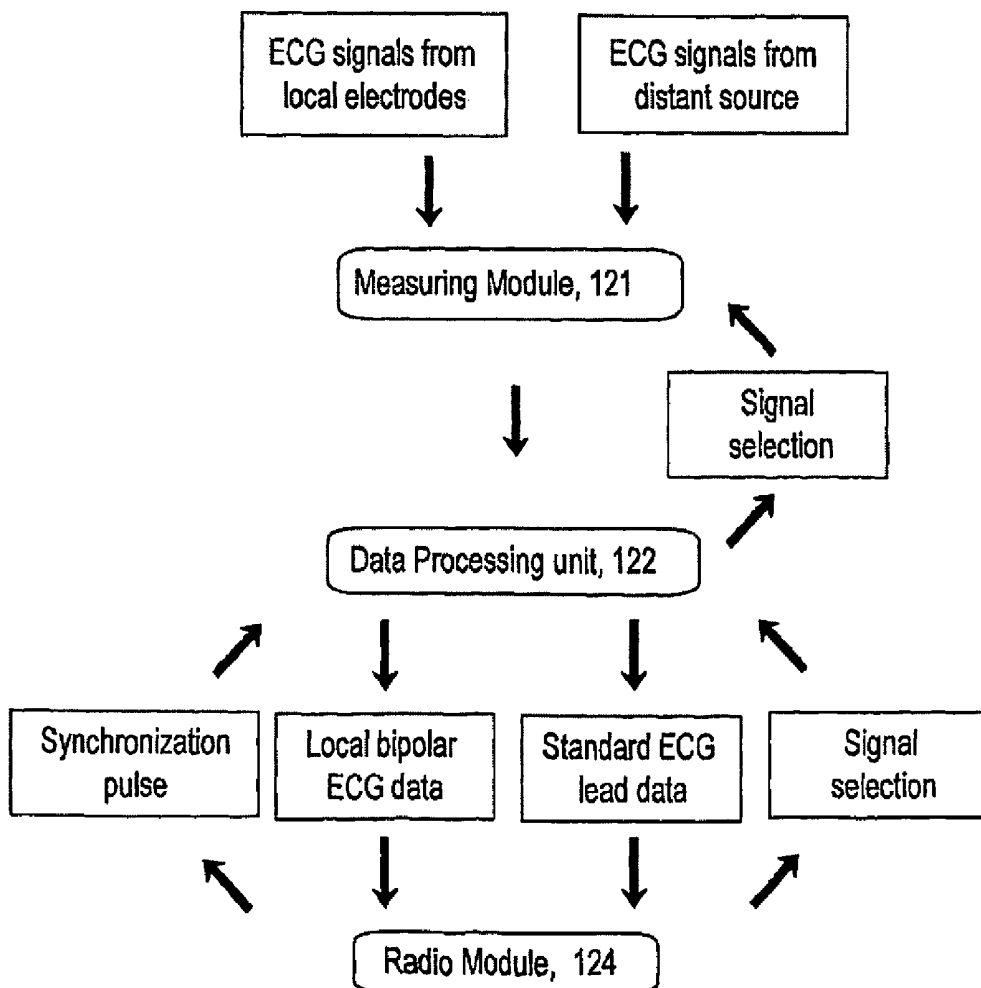 ECG signals from
local electrodes
ECG signals from
distant source
Measuring Module, 121
Signal
selection
Data Processing unit, 122
Synchronization
pulse
Local bipolar
ECG data
Standard ECG
lead data
Signal
selection
Radio Module, 124